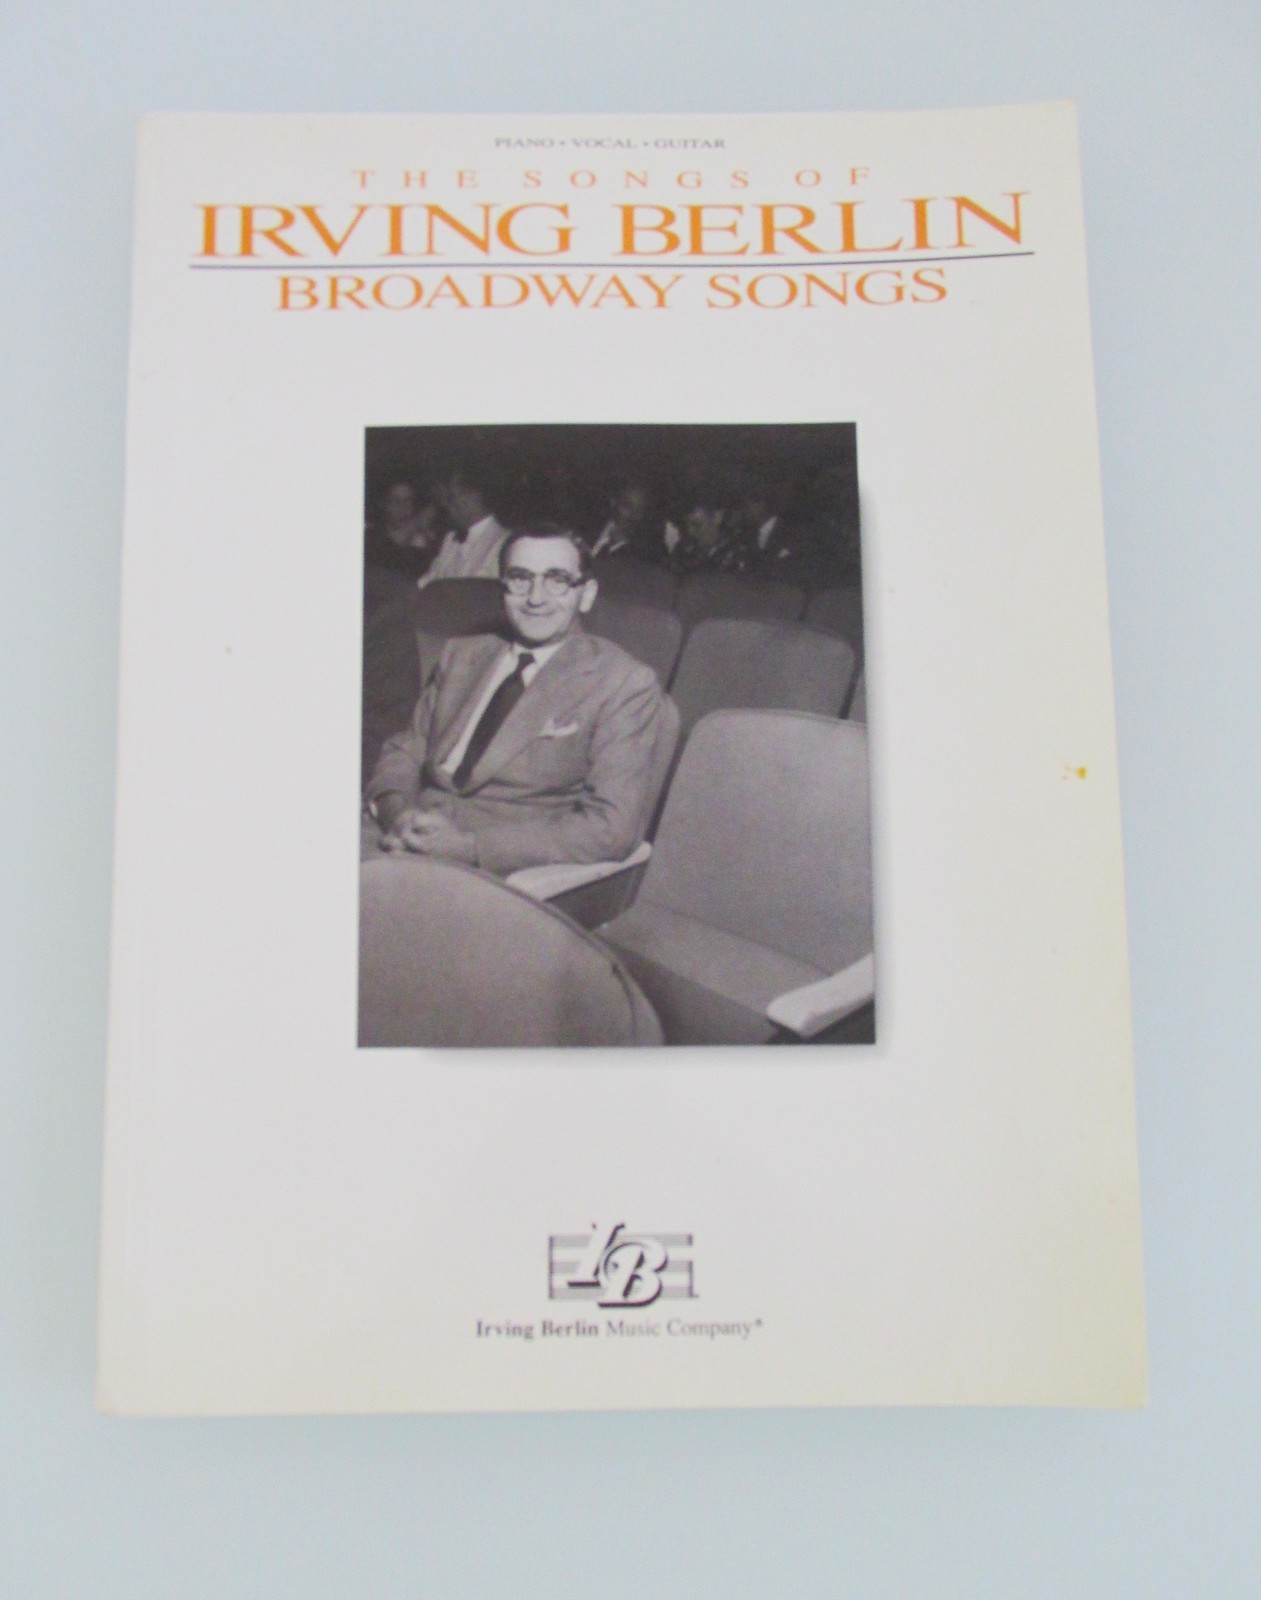 PIANO • VOCAL • GUITAR
THE SONGS OF
IRVING BERLIN
BROADWAY SONGS
IB
Irving Berlin Music Company®